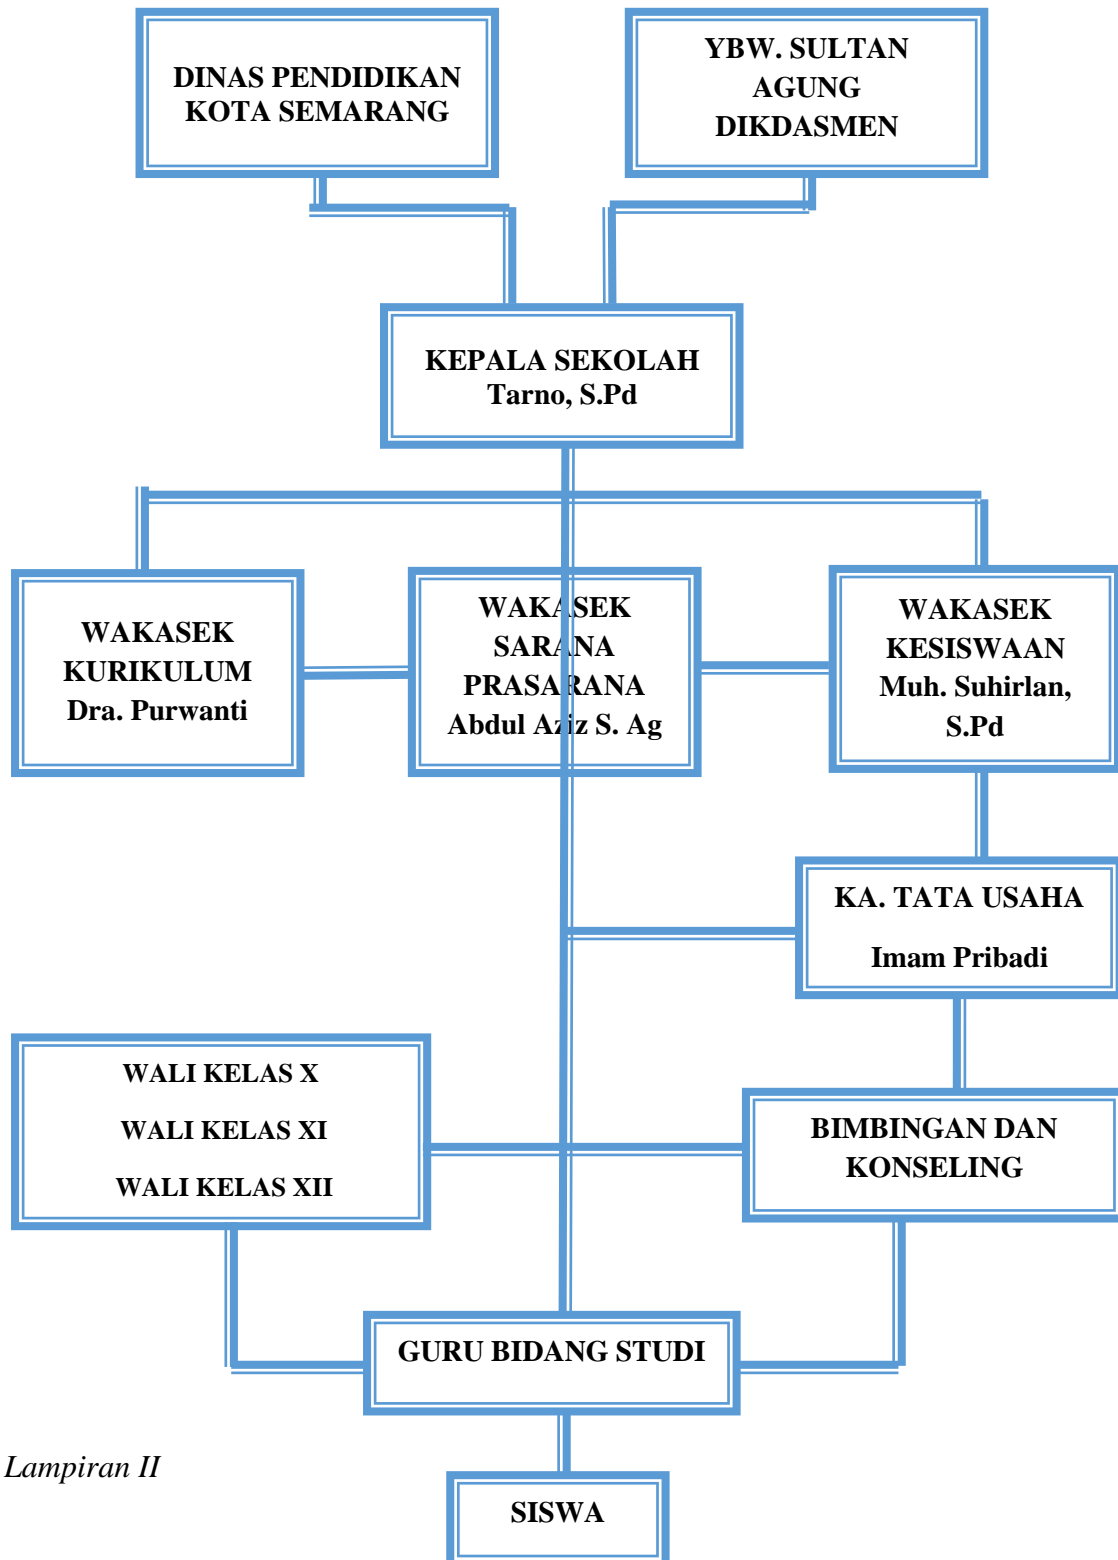 DINAS PENDIDIKAN
KOTA SEMARANG
YBW. SULTAN
AGUNG
DIKDASMEN
KEPALA SEKOLAH
Tarno, S.Pd
WAKASEK
KURIKULUM
Dra. Purwanti
WAKASEK
SARANA
PRASARANA
Abdul Aziz S. Ag
WAKASEK
KESISWAAN
Muh. Suhirlan,
S.Pd
KA. TATA USAHA
Imam Pribadi
WALI KELAS X
WALI KELAS XI
WALI KELAS XII
BIMBINGAN DAN
KONSELING
GURU BIDANG STUDI
Lampiran II
SISWA